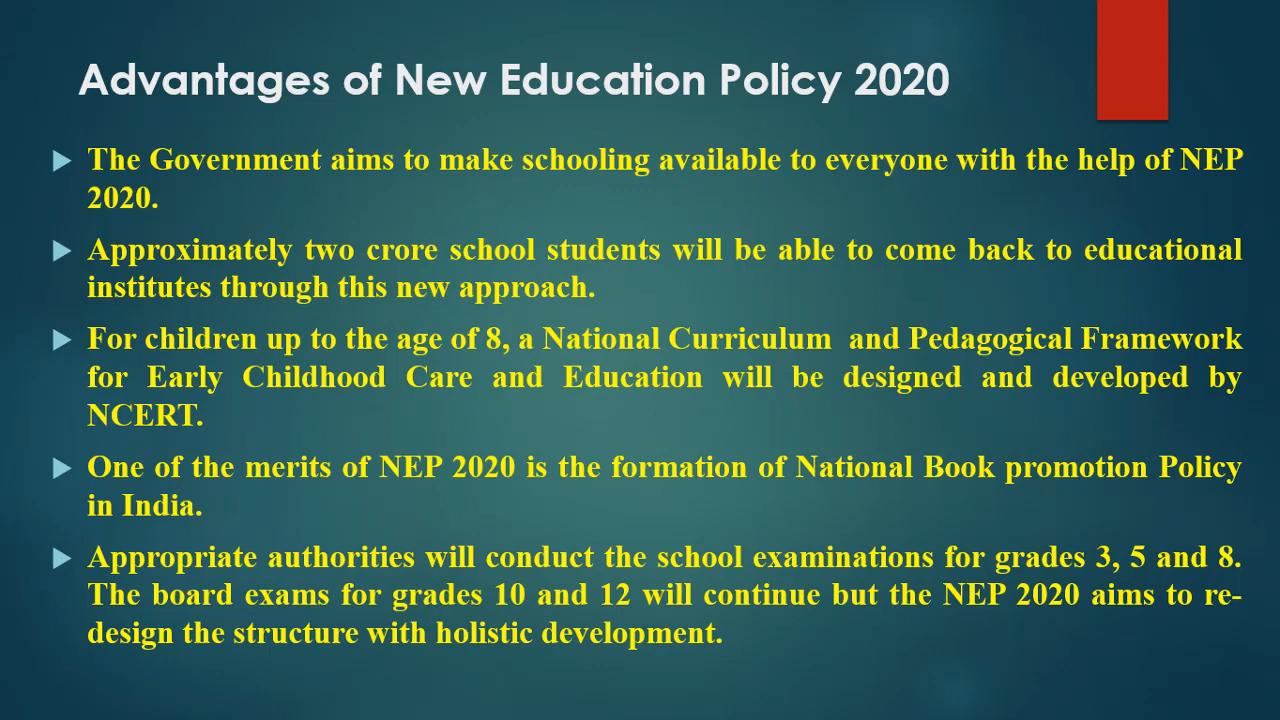 Advantages of New Education Policy 2020
The Government aims to make schooling available to everyone with the help of NEP
2020.
Approximately two crore school students will be able to come back to educational
institutes through this new approach.
For children up to the age of 8, a National Curriculum and Pedagogical Framework
for Early Childhood Care and Education will be designed and developed by
NCERT.
One of the merits of NEP 2020 is the formation of National Book promotion Policy
in India.
Appropriate authorities will conduct the school examinations for grades 3, 5 and 8.
The board exams for grades 10 and 12 will continue but the NEP 2020 aims to re-
design the structure with holistic development.